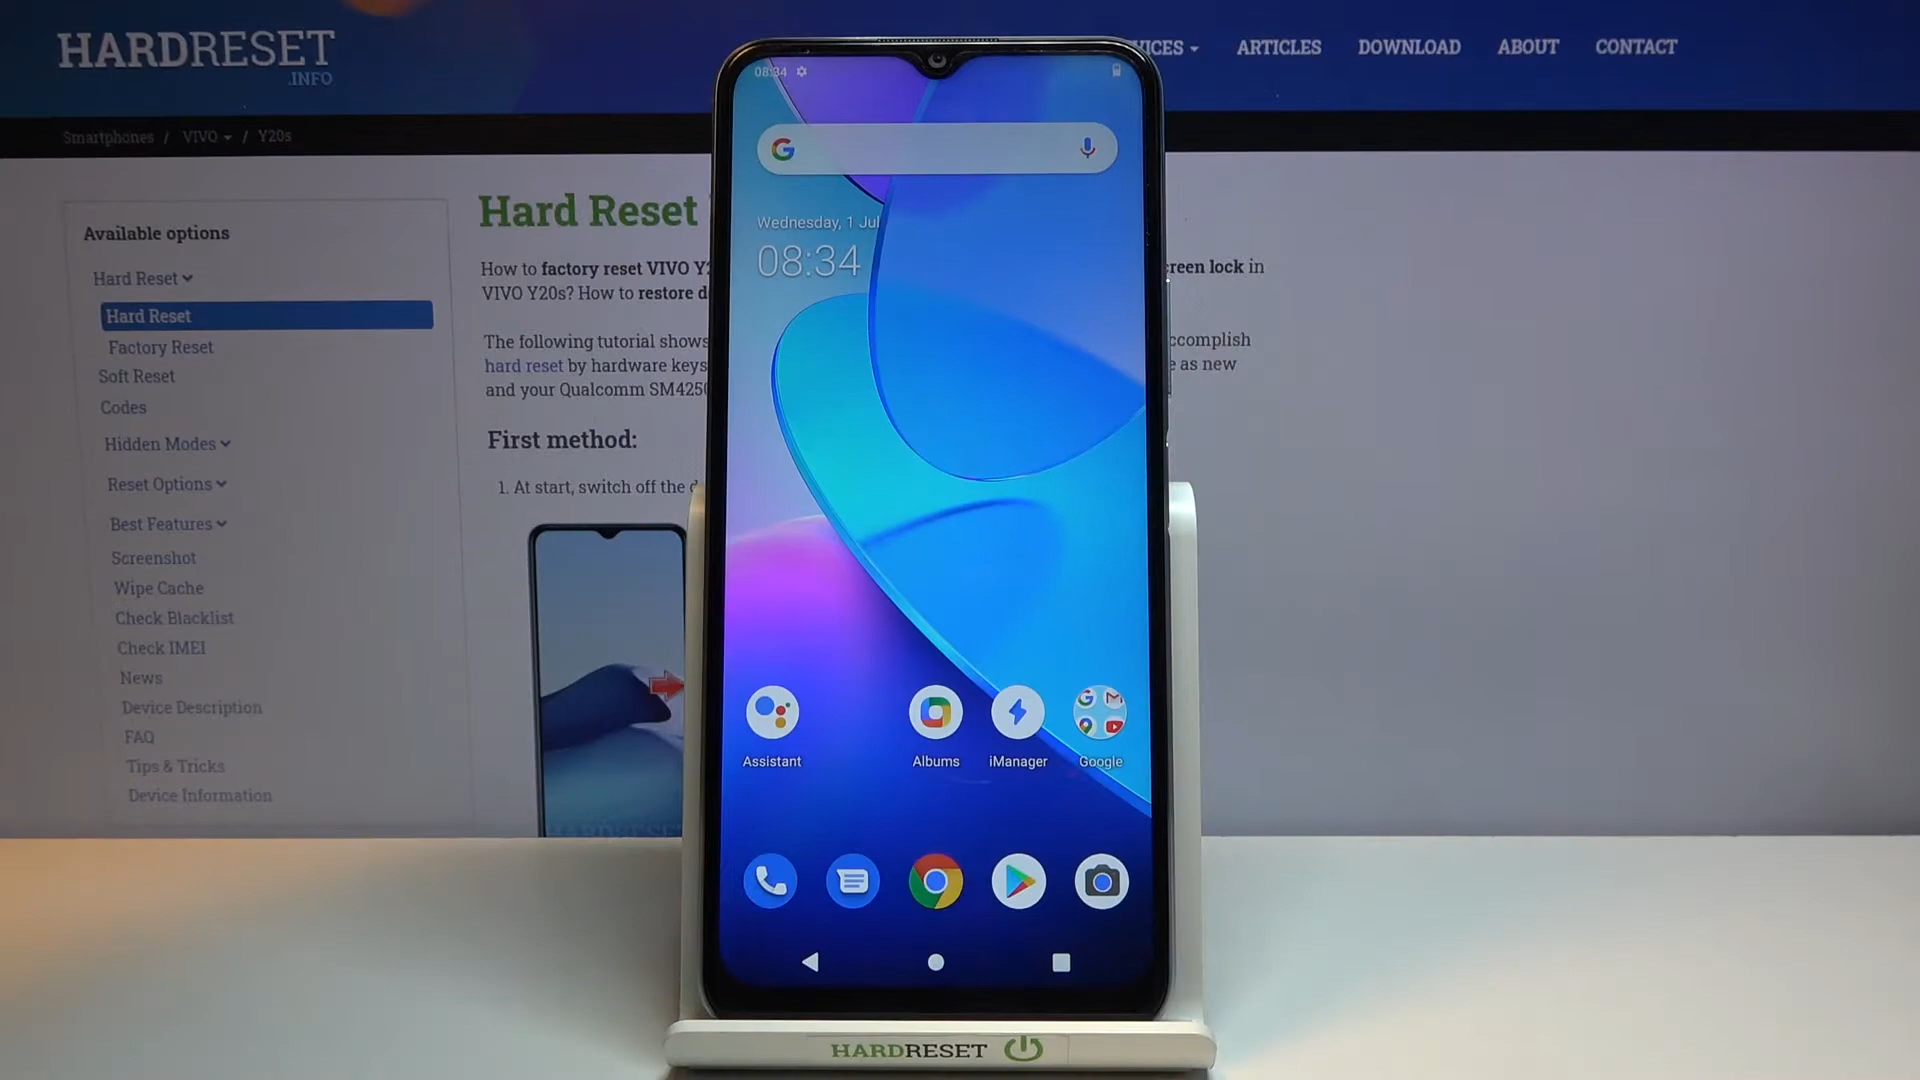 HARDRESET
.INFO
VICES ARTICLES DOWNLOAD ABOUT CONTACT
Smartphones / VIVO / Y20s
Available options
Hard Reset
Hard Reset
Factory Reset
Soft Reset
Codes
Hidden Modes
Reset Options
Best Features
Screenshot
Wipe Cache
Check Blacklist
Check IMEI
News
Device Description
FAQ
Tips & Tricks
Device Information
Hard Reset
How to factory reset VIVO Y2
reen lock in
VIVO Y20s? How to restore d
The following tutorial shows
ccomplish
hard reset by hardware keys
e as new
and your Qualcomm SM4250
First method:
1. At start, switch off the d
08:34
Wednesday, 1 Jul
08:34
Assistant
Albums
iManager
Google
HARDRESET